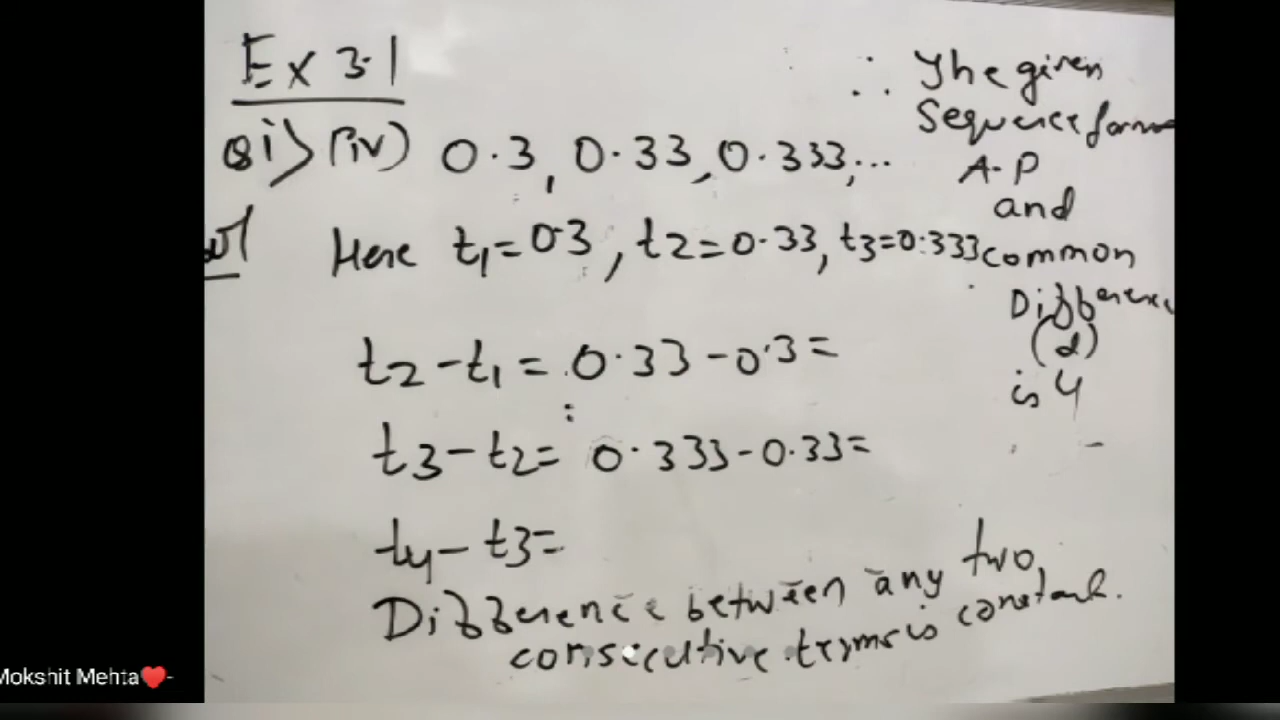 Ex 3.1
Q1) (iv) 0.3, 0.33, 0.333,...
Here t1=0.3, t2=0.33, t3=0.333
t2-t1= 0.33-0.3=
t3-t2= 0.333-0.33=
t4-t3=
Difference between any two
consecutive terms is constant.
∴ The given
Sequence forms
A.P
and
common
Difference
(d)
is 4
Mokshit Mehta❤️-